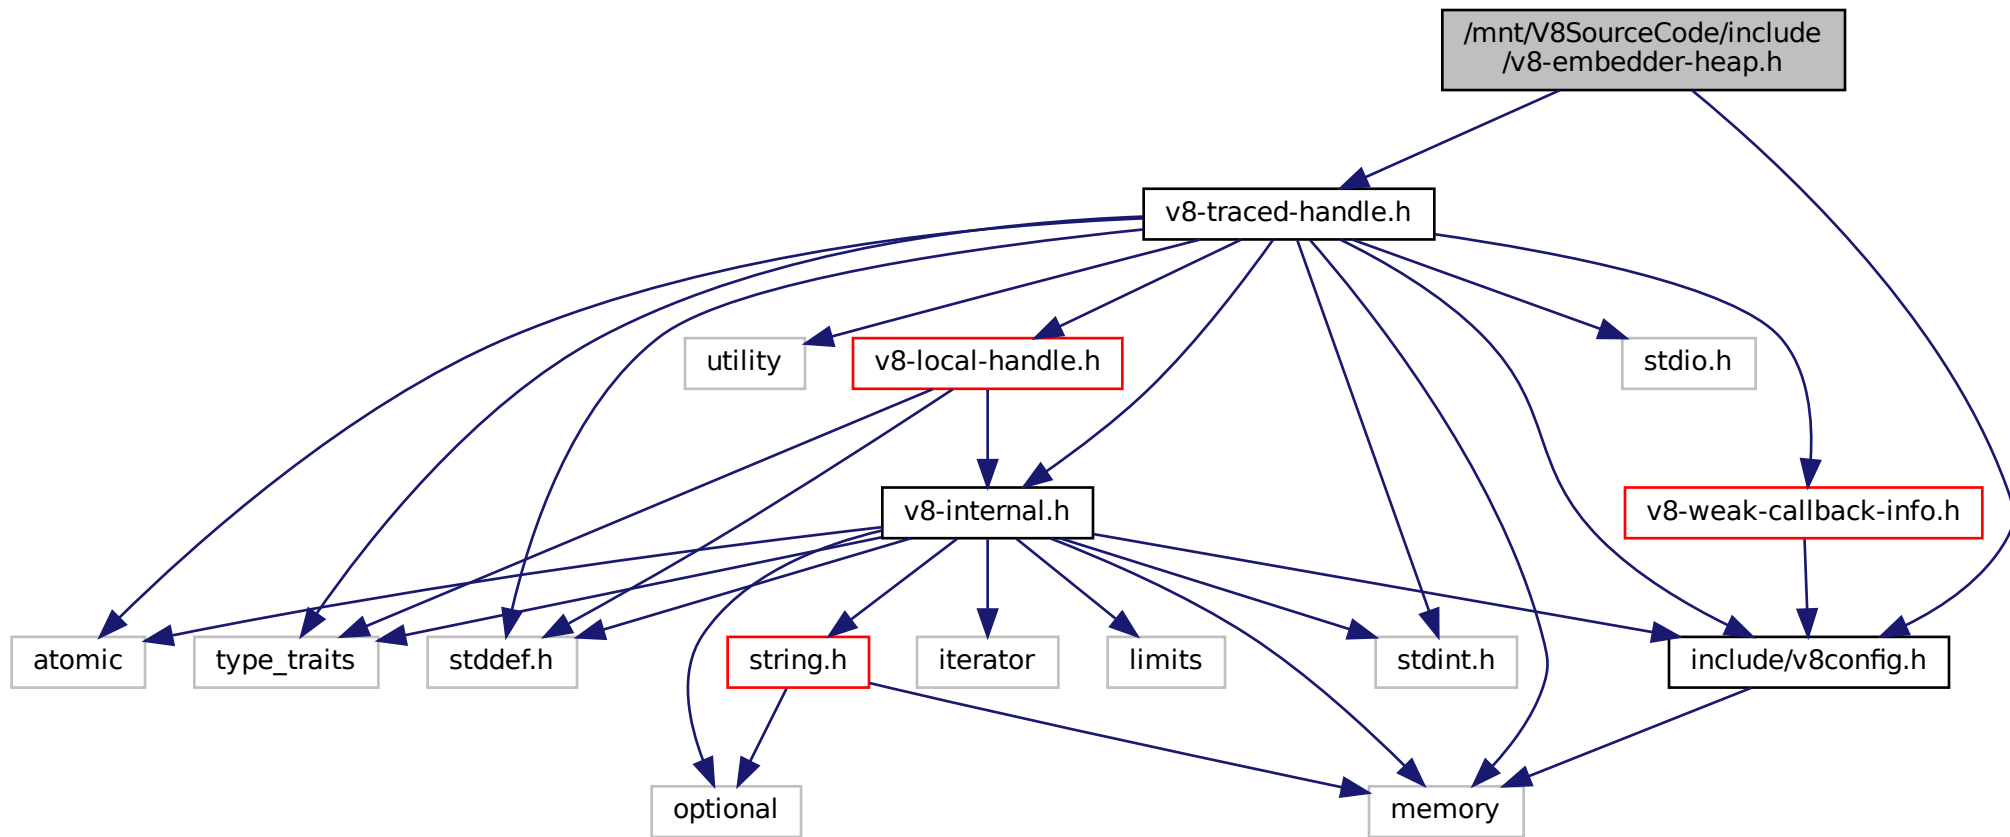 /mnt/V8SourceCode/include
/v8-embedder-heap.h
v8-traced-handle.h
utility
v8-local-handle.h
stdio.h
v8-internal.h
v8-weak-callback-info.h
atomic
type_traits
stddef.h
string.h
iterator
limits
stdint.h
include/v8config.h
optional
memory